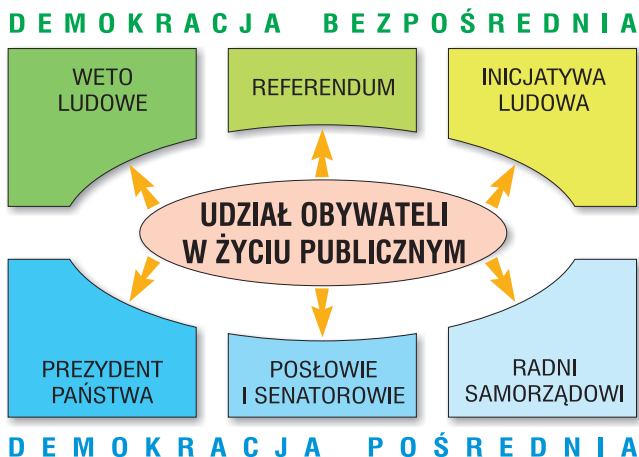 DEMOKRACJA BEZPOŚREDNIA
WETO
LUDOWE
REFERENDUM
INICJATYWA
LUDOWA
UDZIAŁ OBYWATELI
W ŻYCIU PUBLICZNYM
PREZYDENT
PAŃSTWA
POSŁOWIE
I SENATOROWIE
RADNI
SAMORZĄDOWI
DEMOKRACJA POŚREDNIA